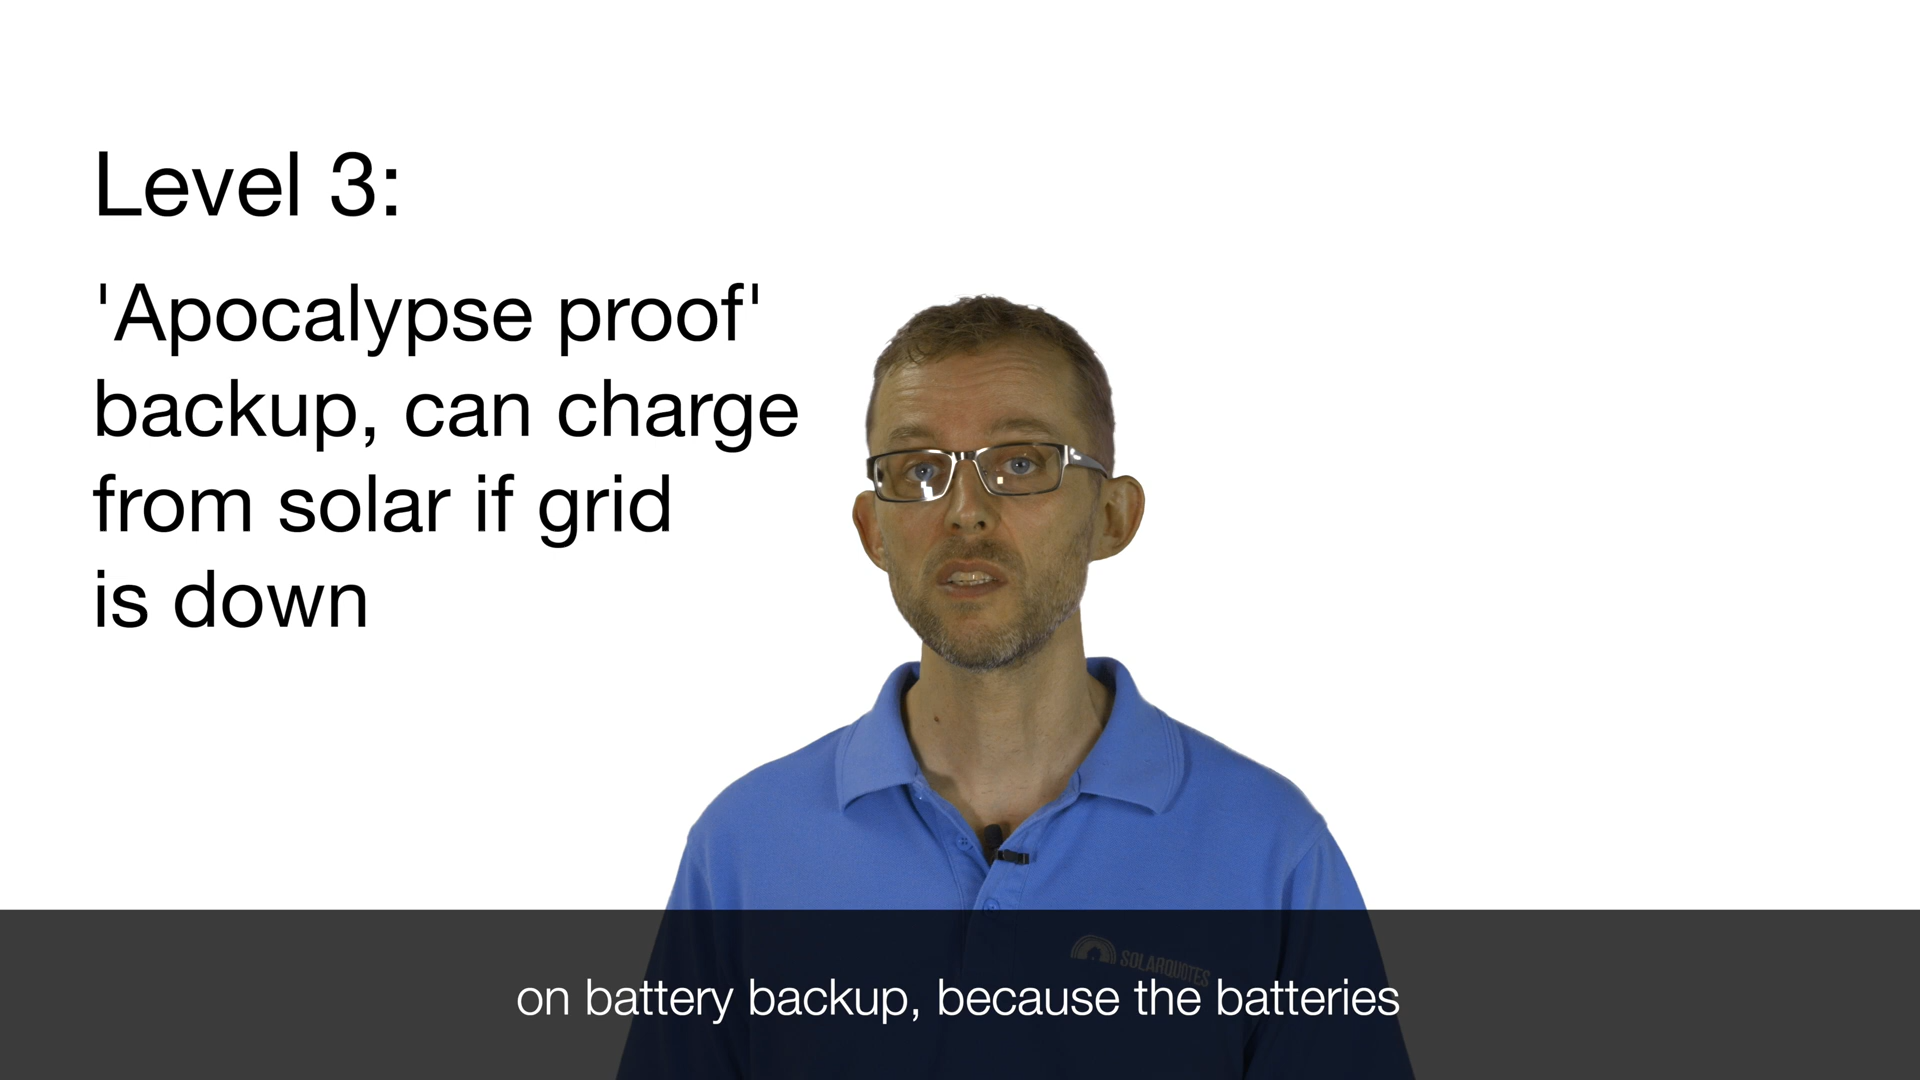 Level 3:
'Apocalypse proof'
backup, can charge
from solar if grid
is down
SOLARQUOTES
on battery backup, because the batteries